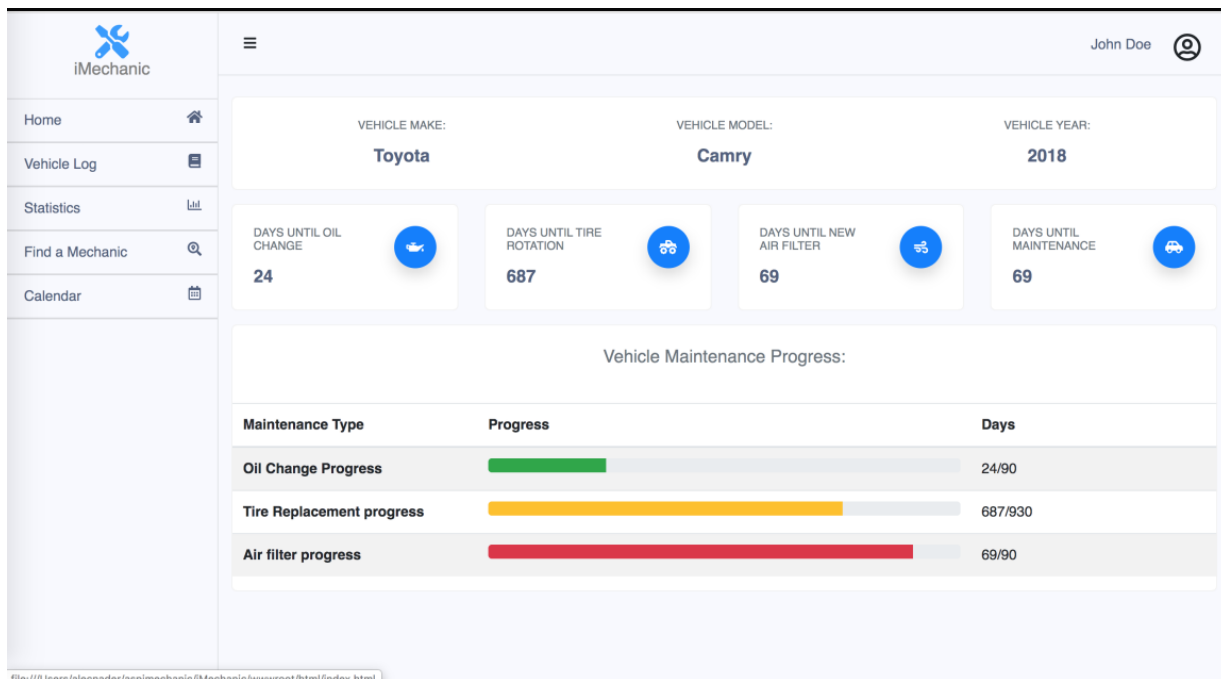 iMechanic
John Doe
Home
Vehicle Log
Statistics
Find a Mechanic
Calendar
VEHICLE MAKE:
Toyota
VEHICLE MODEL:
Camry
VEHICLE YEAR:
2018
DAYS UNTIL OIL
CHANGE
24
DAYS UNTIL TIRE
ROTATION
687
DAYS UNTIL NEW
AIR FILTER
69
DAYS UNTIL
MAINTENANCE
69
Vehicle Maintenance Progress:
Maintenance Type Progress Days
Oil Change Progress 24/90
Tire Replacement progress 687/930
Air filter progress 69/90